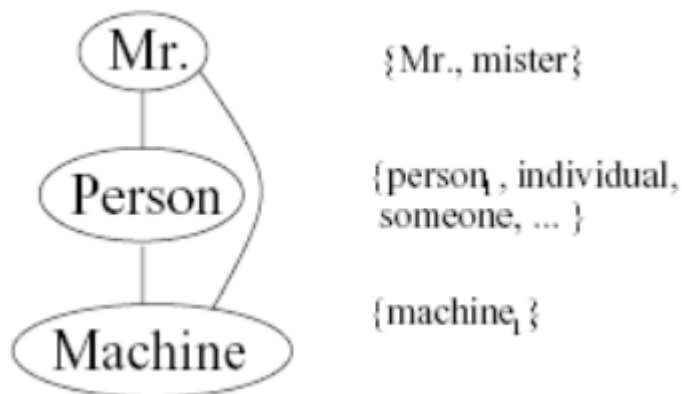 Mr.
{Mr., mister}
Person
{person₁ , individual,
someone, ... }
Machine
{machine₁ }